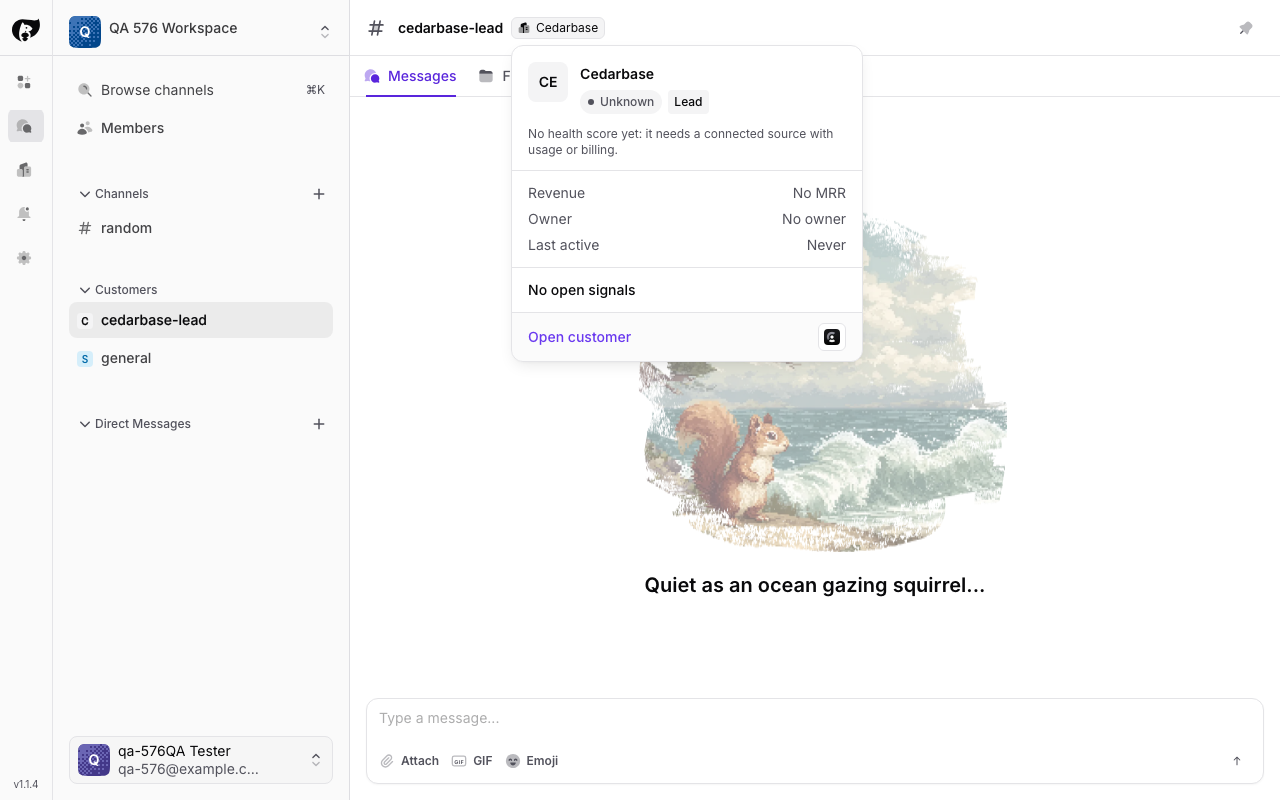 QA 576 Workspace
Browse channels
⌘K
Members
Channels
random
Customers
C
cedarbase-lead
S
general
Direct Messages
Q
qa-576QA Tester
qa-576@example.c...
v1.1.4
Q
cedarbase-lead
Cedarbase
Messages
F
CE
Cedarbase
Unknown
Lead
No health score yet: it needs a connected source with
usage or billing.
Revenue
No MRR
Owner
No owner
Last active
Never
No open signals
Open customer
Quiet as an ocean gazing squirrel...
Type a message...
Attach
GIF
GIF
Emoji